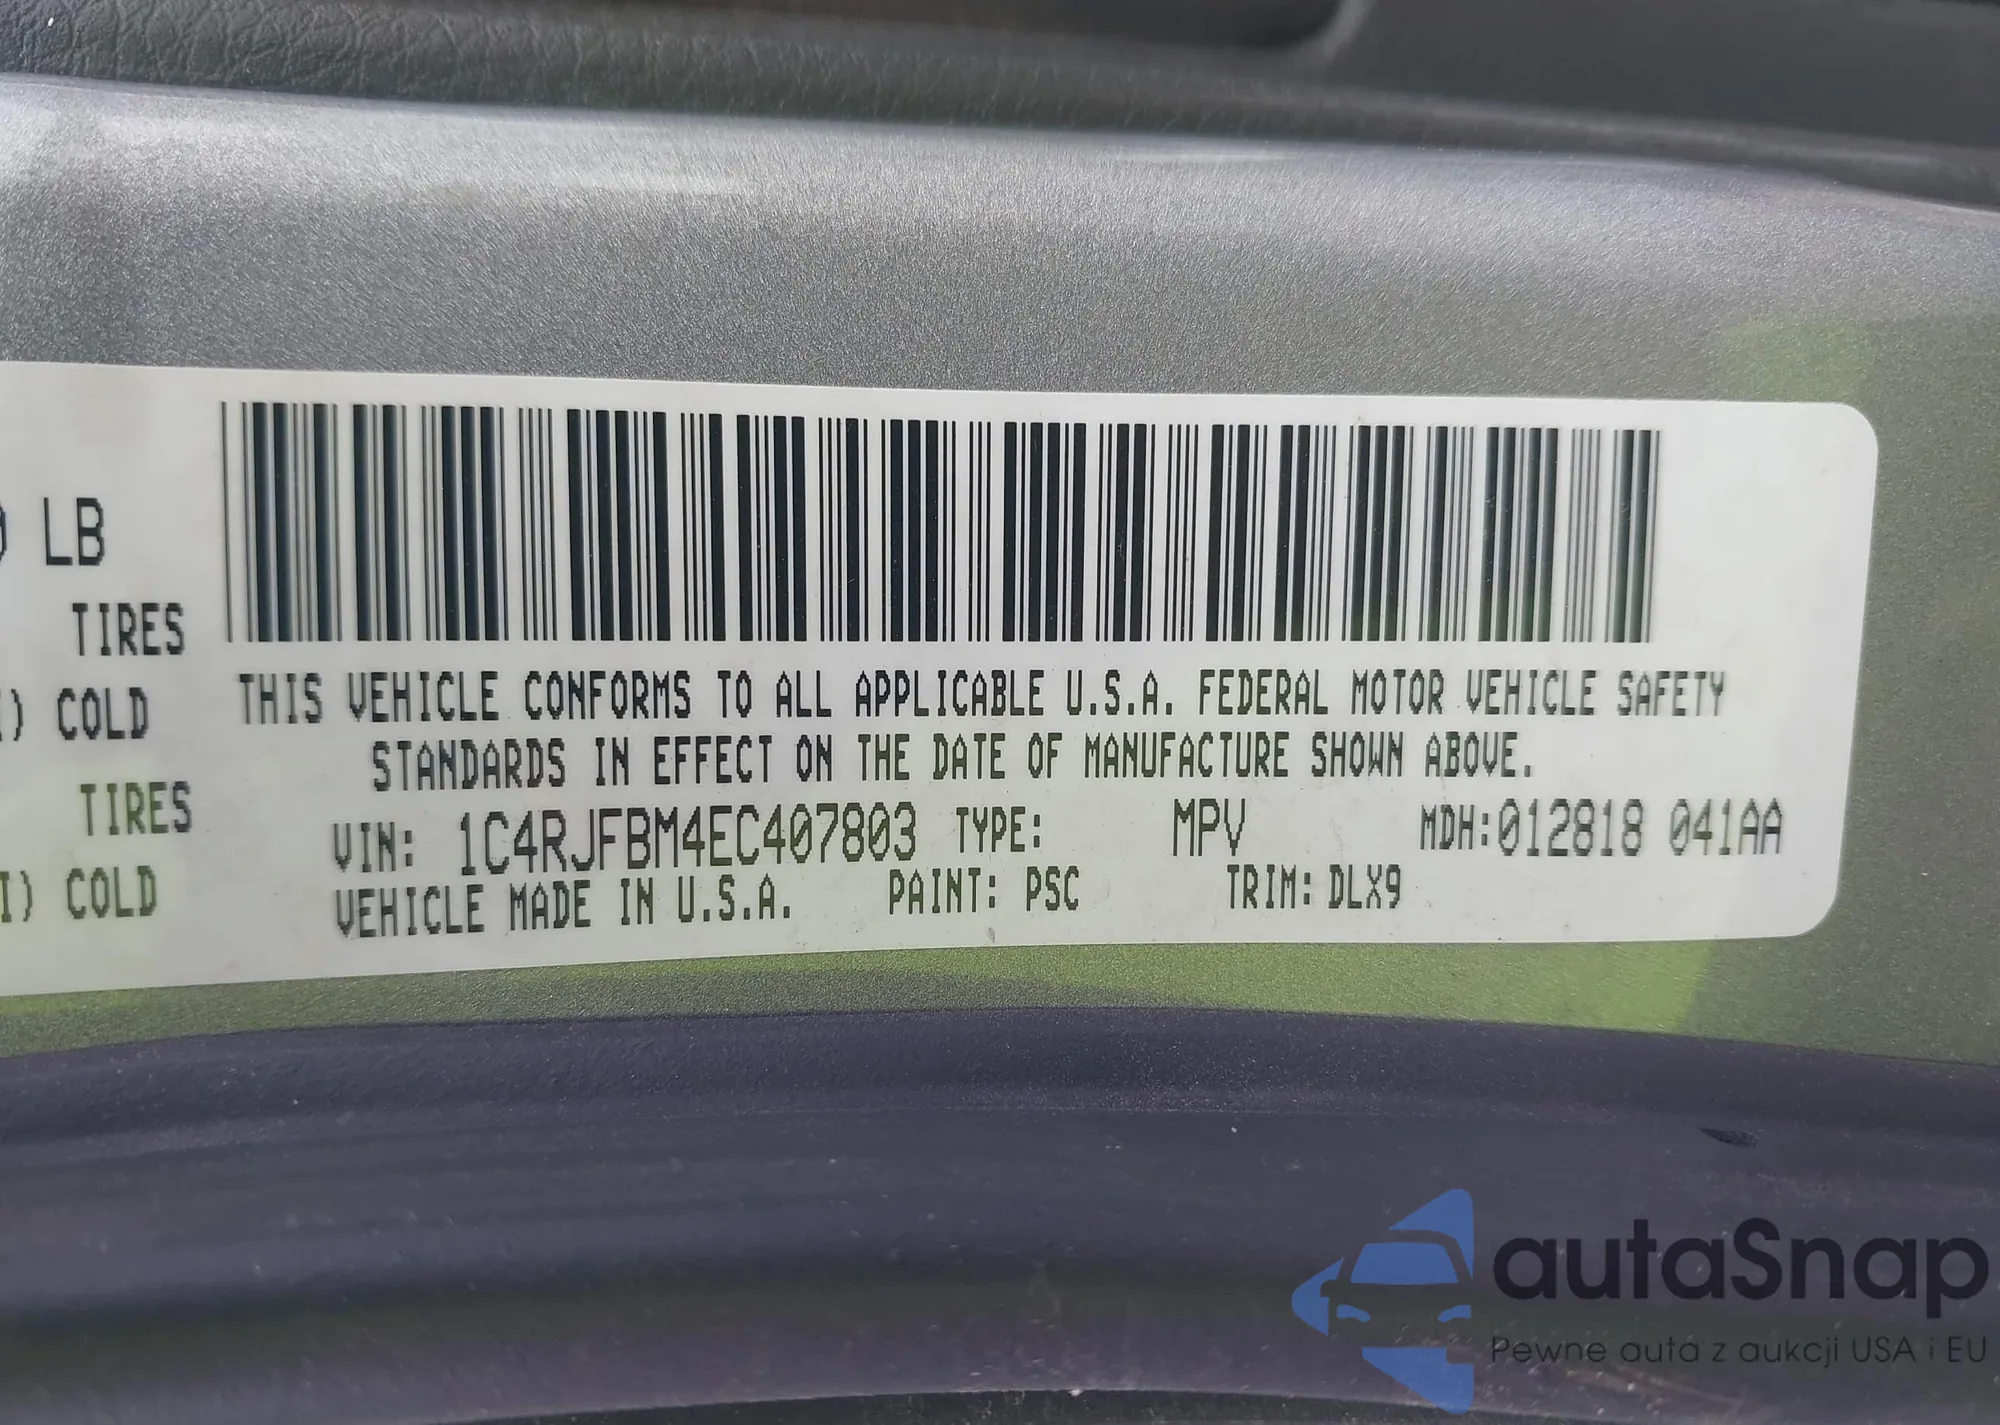 0 LB
TIRES
I) COLD
TIRES
I) COLD
THIS VEHICLE CONFORMS TO ALL APPLICABLE U.S.A. FEDERAL MOTOR VEHICLE SAFETY
STANDARDS IN EFFECT ON THE DATE OF MANUFACTURE SHOWN ABOVE.
VIN: 1C4RJFBM4EC407803 TYPE: MPV MDH:012818 041AA
VEHICLE MADE IN U.S.A. PAINT: PSC TRIM: DLX9
autaSnap
Pewne auta z aukcji USA i EU